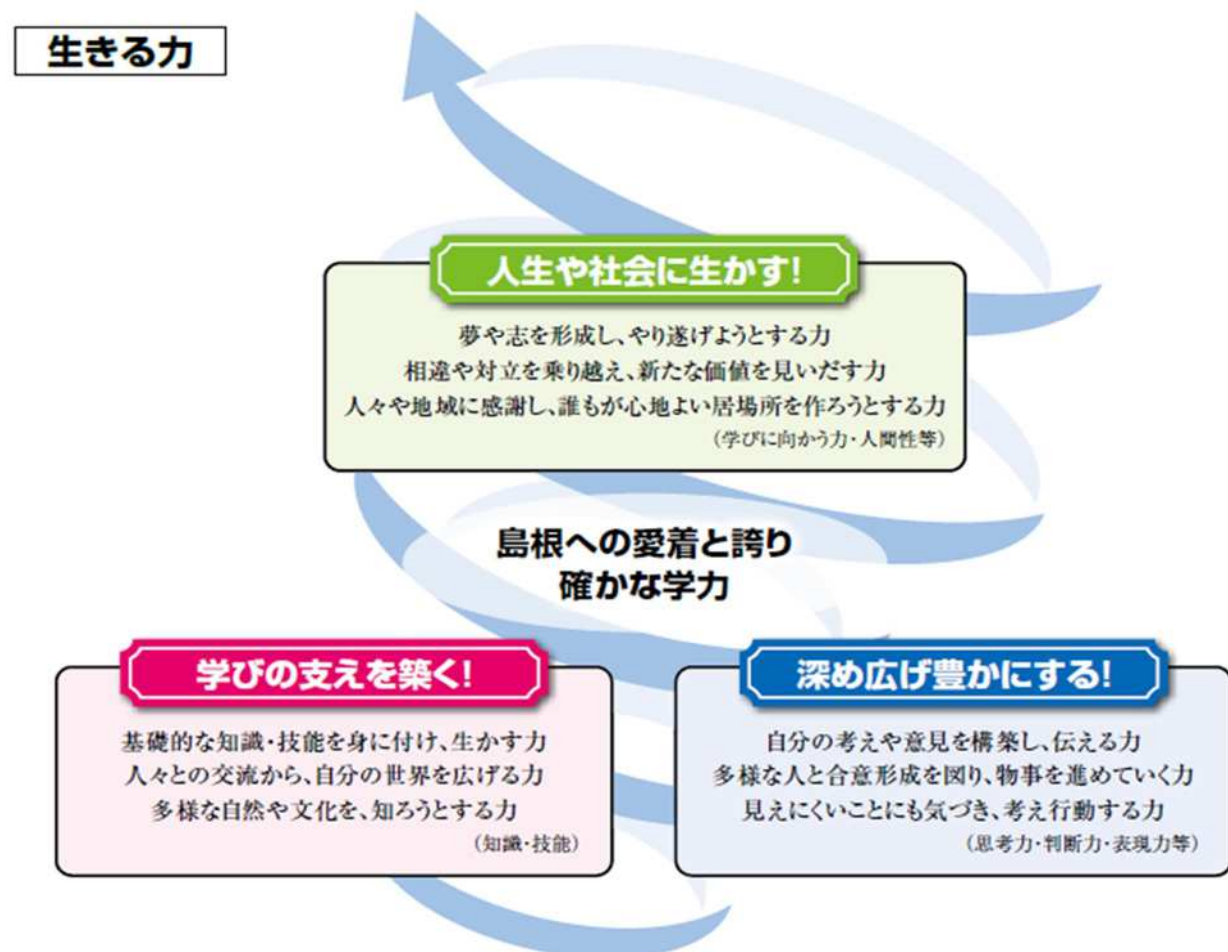 生きる力
人生や社会に生かす!
夢や志を形成し、やり遂げようとする力
相違や対立を乗り越え、新たな価値を見いだす力
人々や地域に感謝し、誰もが心地よい居場所を作ろうとする力
(学びに向かう力・人間性等)
島根への愛着と誇り
確かな学力
学びの支えを築く!
基礎的な知識・技能を身に付け、生かす力
人々との交流から、自分の世界を広げる力
多様な自然や文化を、知ろうとする力
(知識・技能)
深め広げ豊かにする!
自分の考えや意見を構築し、伝える力
多様な人と合意形成を図り、物事を進めていく力
見えにくいことにも気づき、考え行動する力
(思考力・判断力・表現力等)